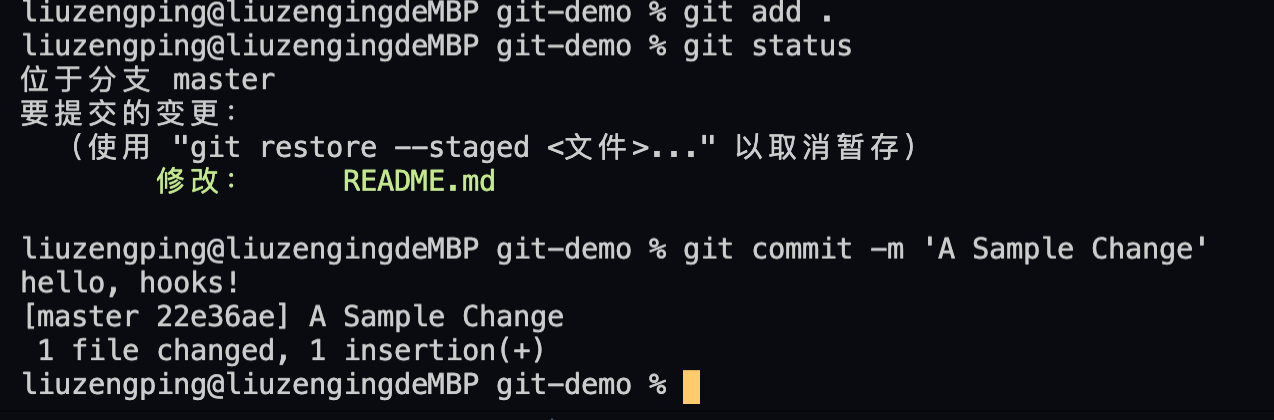 liuzengping@liuzengingdeMBP git-demo % git add .
liuzengping@liuzengingdeMBP git-demo % git status
位于分支 master
要提交的变更：
（使用 "git restore --staged <文件>..." 以取消暂存）
修改： README.md
liuzengping@liuzengingdeMBP git-demo % git commit -m 'A Sample Change'
hello, hooks!
[master 22e36ae] A Sample Change
1 file changed, 1 insertion(+)
liuzengping@liuzengingdeMBP git-demo %